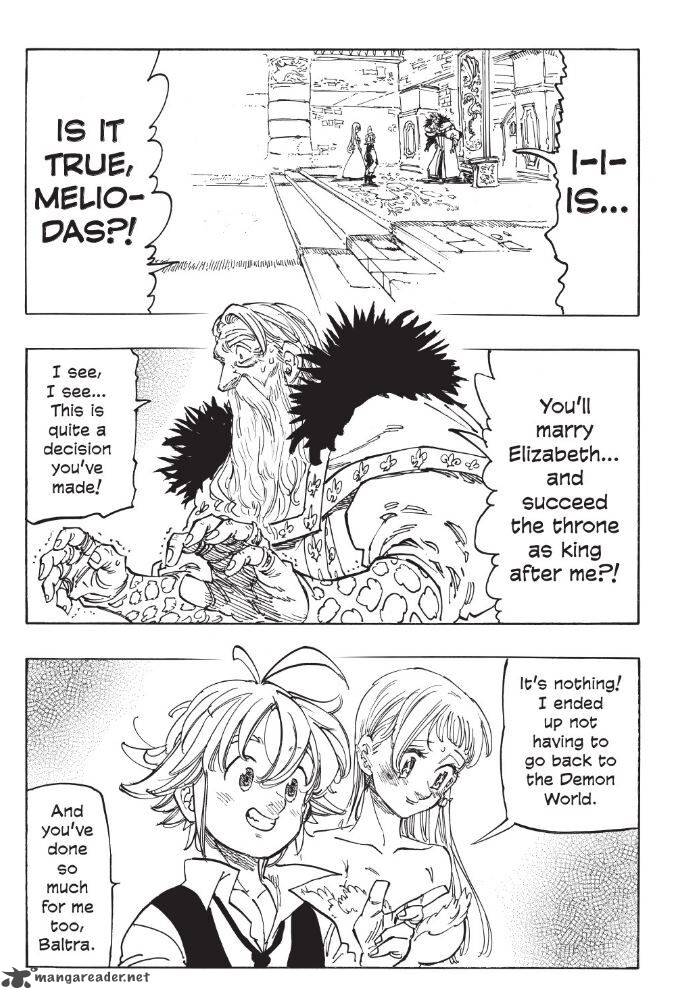 I-I-
IS...
IS IT
TRUE,
MELIO-
DAS?!
You'll
marry
Elizabeth...
and
succeed
the throne
as king
after me?!
I see,
I see...
This is
quite a
decision
you've
made!
It's nothing!
I ended
up not
having to
go back to
the Demon
World.
And
you've
done
so
much
for me
too,
Baltra.
mangareader.net